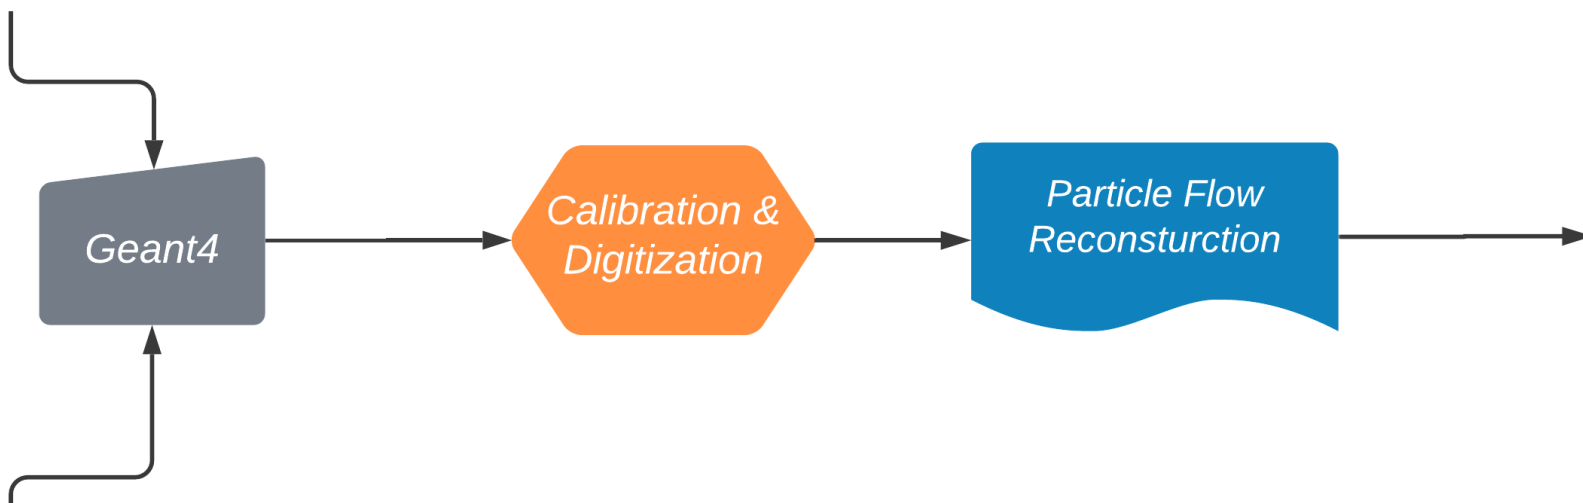 Geant4
Calibration &
Digitization
Particle Flow
Reconsturction